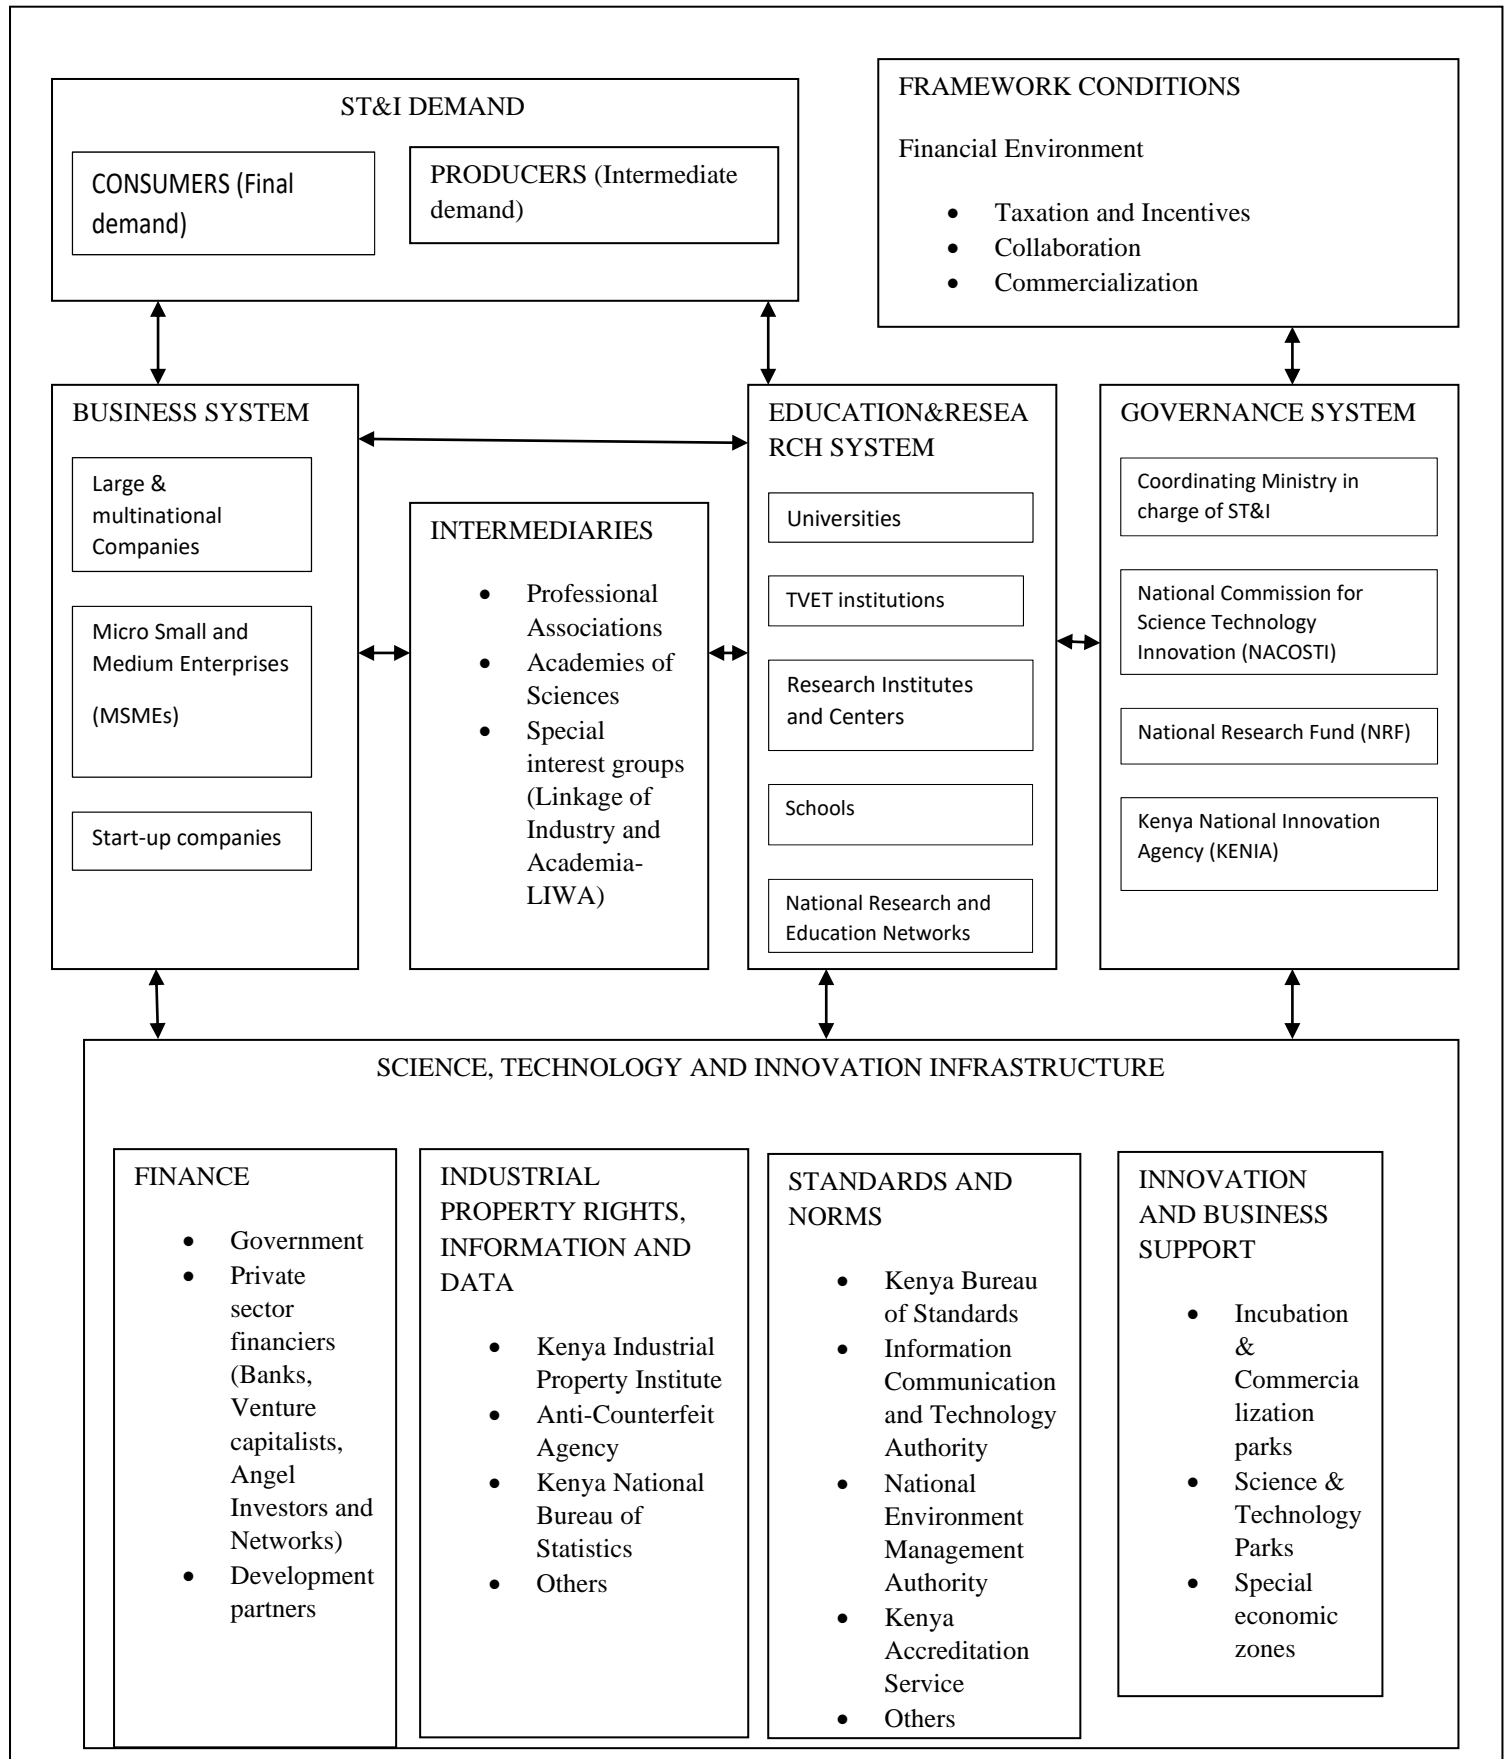 ST&I DEMAND
CONSUMERS (Final
demand)
PRODUCERS (Intermediate
demand)
FRAMEWORK CONDITIONS
Financial Environment
• Taxation and Incentives
• Collaboration
• Commercialization
BUSINESS SYSTEM
Large &
multinational
Companies
Micro Small and
Medium Enterprises
(MSMEs)
Start-up companies
INTERMEDIARIES
• Professional
Associations
• Academies of
Sciences
• Special
interest groups
(Linkage of
Industry and
Academia-
LIWA)
EDUCATION&RESEA
RCH SYSTEM
Universities
TVET institutions
Research Institutes
and Centers
Schools
National Research and
Education Networks
GOVERNANCE SYSTEM
Coordinating Ministry in
charge of ST&I
National Commission for
Science Technology
Innovation (NACOSTI)
National Research Fund (NRF)
Kenya National Innovation
Agency (KENIA)
SCIENCE, TECHNOLOGY AND INNOVATION INFRASTRUCTURE
FINANCE
• Government
• Private
sector
financiers
(Banks,
Venture
capitalists,
Angel
Investors and
Networks)
• Development
partners
INDUSTRIAL
PROPERTY RIGHTS,
INFORMATION AND
DATA
• Kenya Industrial
Property Institute
• Anti-Counterfeit
Agency
• Kenya National
Bureau of
Statistics
• Others
STANDARDS AND
NORMS
• Kenya Bureau
of Standards
• Information
Communication
and Technology
Authority
• National
Environment
Management
Authority
• Kenya
Accreditation
Service
• Others
INNOVATION
AND BUSINESS
SUPPORT
• Incubation
&
Commercia
lization
parks
• Science &
Technology
Parks
• Special
economic
zones